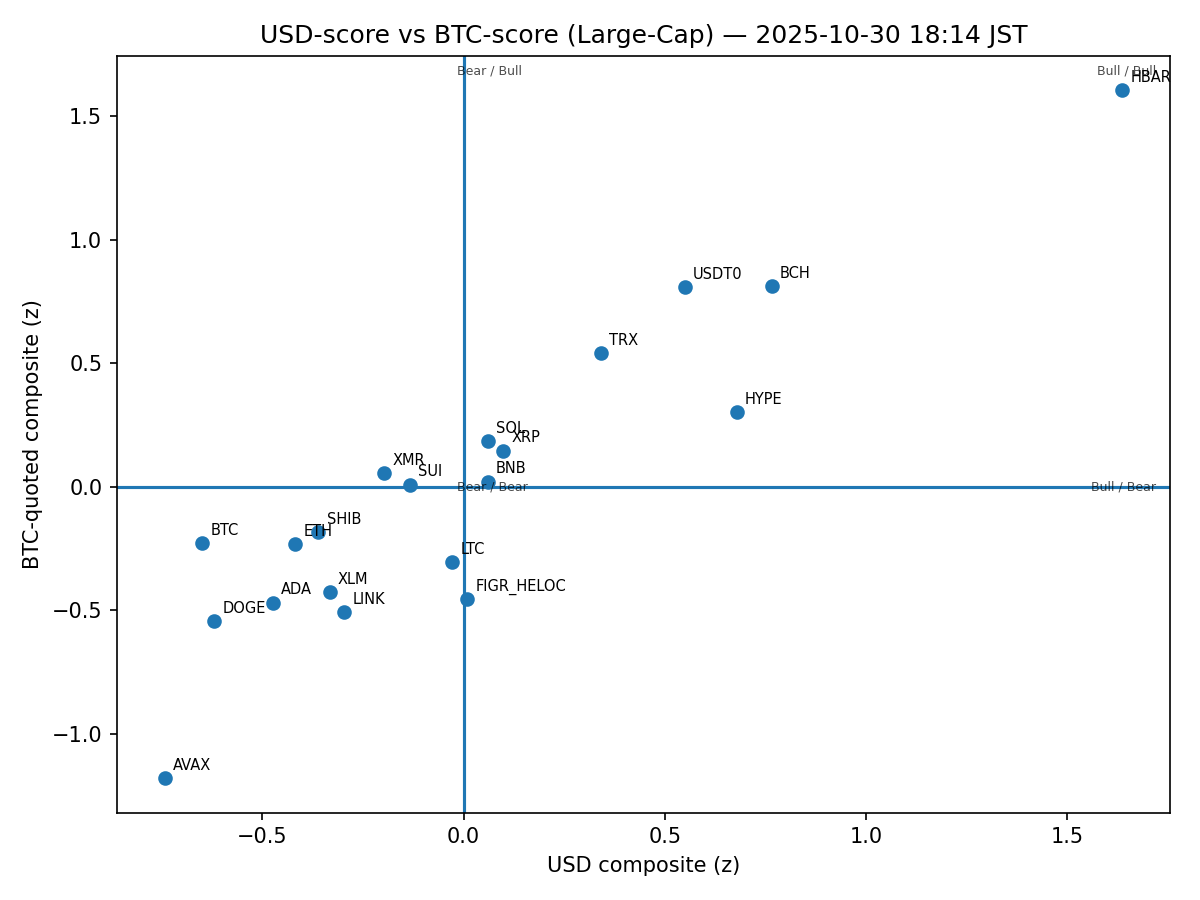 USD-score vs BTC-score (Large-Cap) — 2025-10-30 18:14 JST
Bear / Bull
Bull / Bull
HBAR
1.5
1.0
USDT0
BCH
TRX
0.5
HYPE
SOL
XRP
XMR
SUI
BNB
0.0
Bear / Bear
Bull / Bear
SHIB
BTC
ETH
LTC
XLM
FIGR_HELOC
ADA
LINK
−0.5
DOGE
−1.0
AVAX
−0.5
0.0
0.5
1.0
1.5
USD composite (z)
BTC-quoted composite (z)